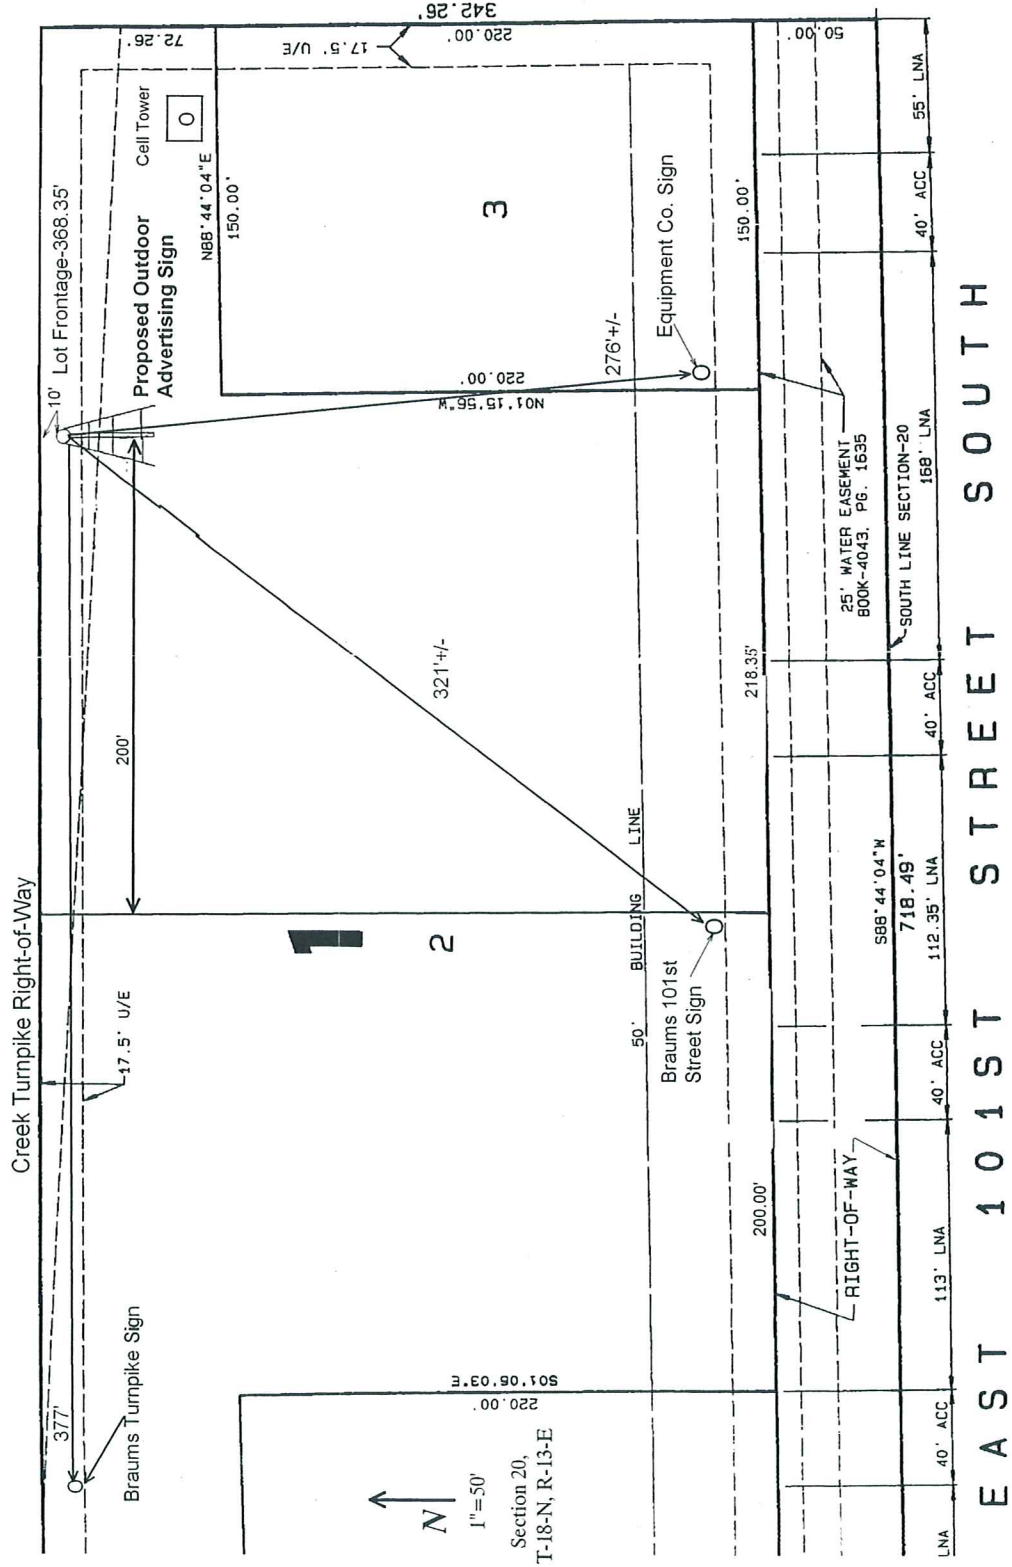 Creek Turnpike Right-of-Way
10'
Lot Frontage-368.35'
72.26'
342.26'
377'
17.5' U/E
200'
Proposed Outdoor
Advertising Sign
Cell Tower
O
17.5' U/E
220.00'
N88°44'04"E
150.00'
Braums Turnpike Sign
1
2
3
321'+/-
276'+/-
N01°15'56"W
220.00'
Equipment Co. Sign
S01°06'03"E
220.00'
N
1"=50'
Section 20,
T-18-N, R-13-E
50' BUILDING LINE
Braums 101st
Street Sign
200.00'
218.35'
150.00'
50.00'
RIGHT-OF-WAY
25' WATER EASEMENT
BOOK-4043. PG. 1635
SOUTH LINE SECTION-20
S88°44'04"W
718.49'
LNA
40' ACC
113' LNA
40' ACC
112.35' LNA
40' ACC
168' LNA
40' ACC
55' LNA
EAST 101ST STREET SOUTH